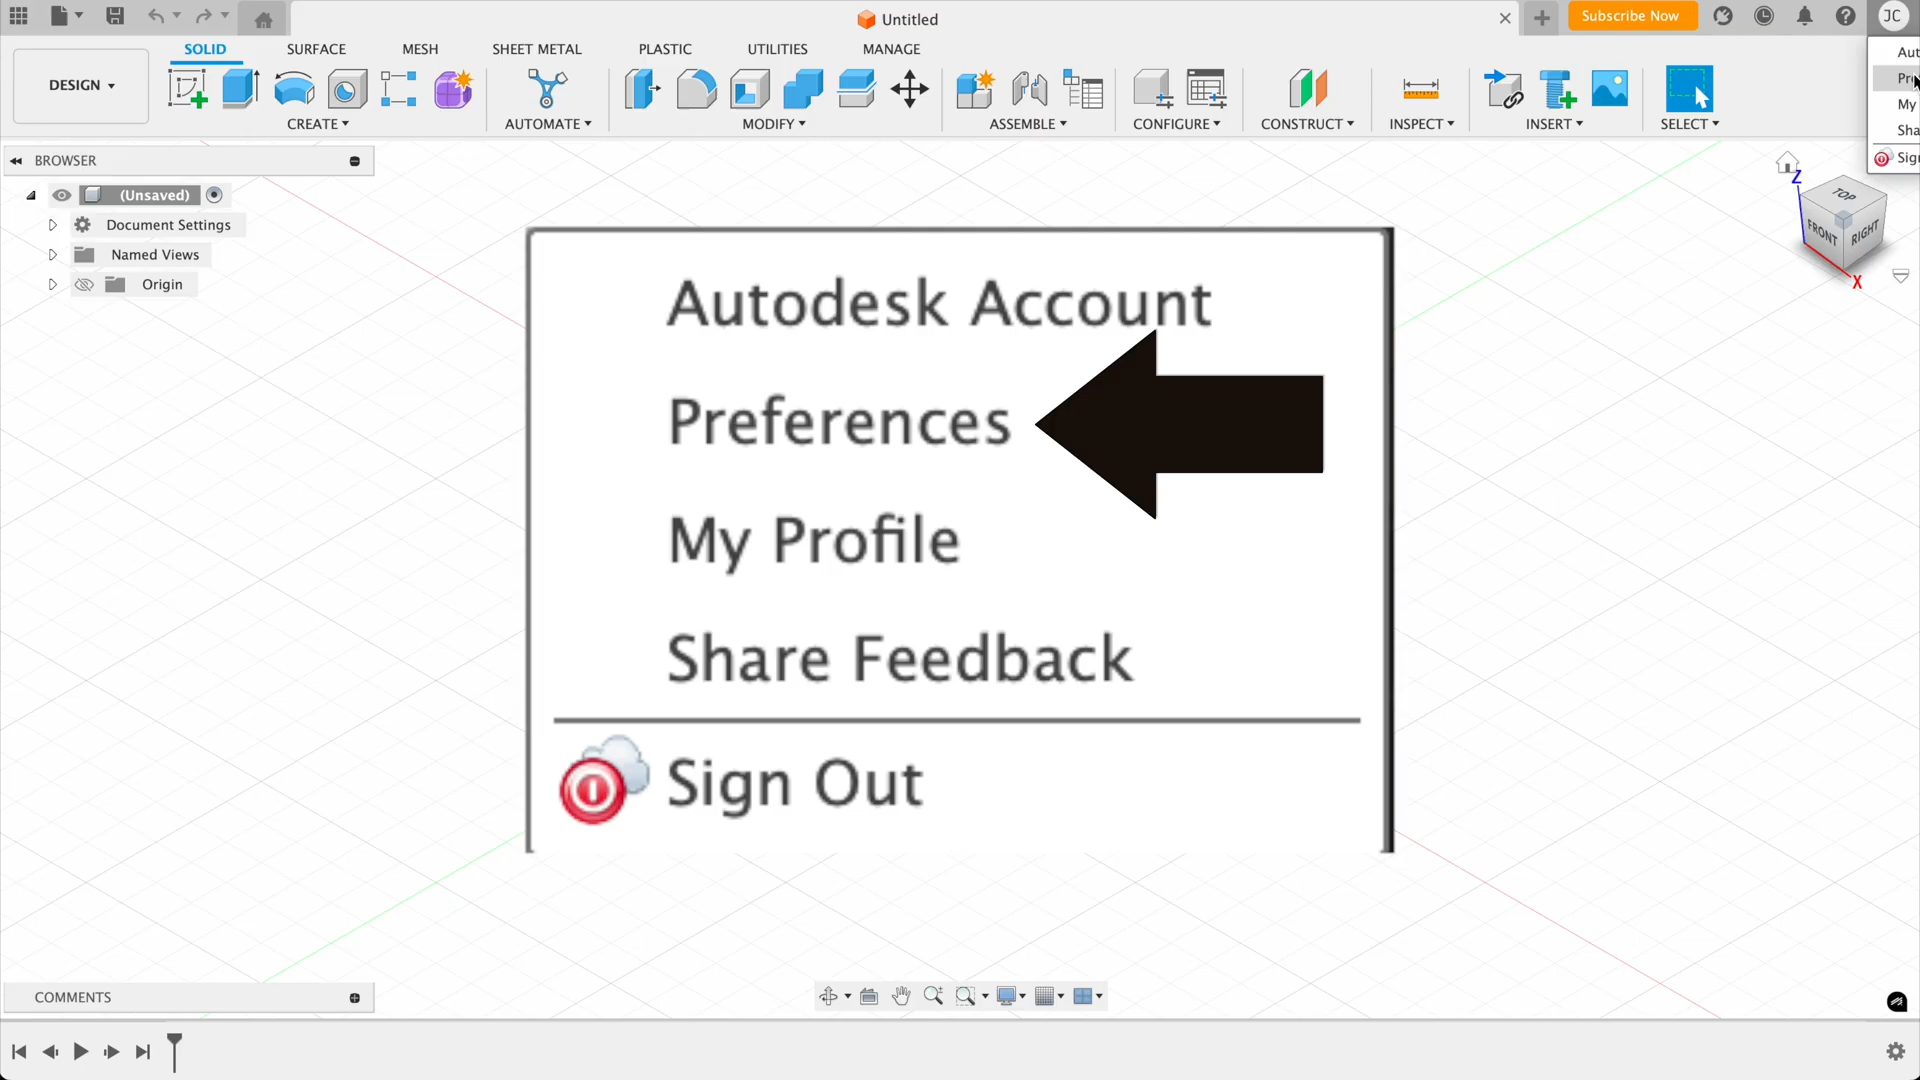 Untitled
Subscribe Now
JC
DESIGN
SOLID
SURFACE
MESH
SHEET METAL
PLASTIC
UTILITIES
MANAGE
CREATE
AUTOMATE
MODIFY
ASSEMBLE
CONFIGURE
CONSTRUCT
INSPECT
INSERT
SELECT
My
BROWSER
(Unsaved)
Document Settings
Named Views
Origin
Z
TOP
FRONT
RIGHT
X
Autodesk Account
Preferences
My Profile
Share Feedback
Sign Out
COMMENTS